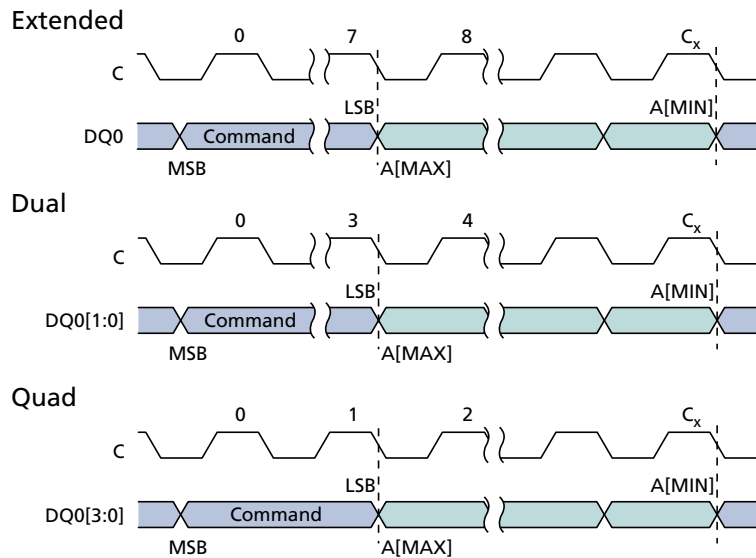 Extended
0 7 8 Cx
C
LSB A[MIN]
DQ0 Command
MSB A[MAX]
Dual
0 3 4 Cx
C
LSB A[MIN]
DQ0[1:0] Command
MSB A[MAX]
Quad
0 1 2 Cx
C
LSB A[MIN]
DQ0[3:0] Command
MSB A[MAX]